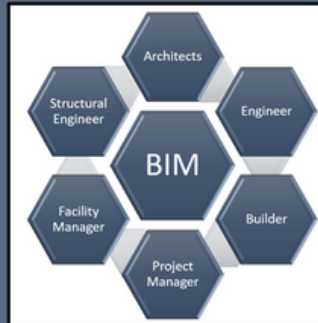 Architects
Engineer
Builder
Project
Manager
Facility
Manager
Structural
Engineer
BIM